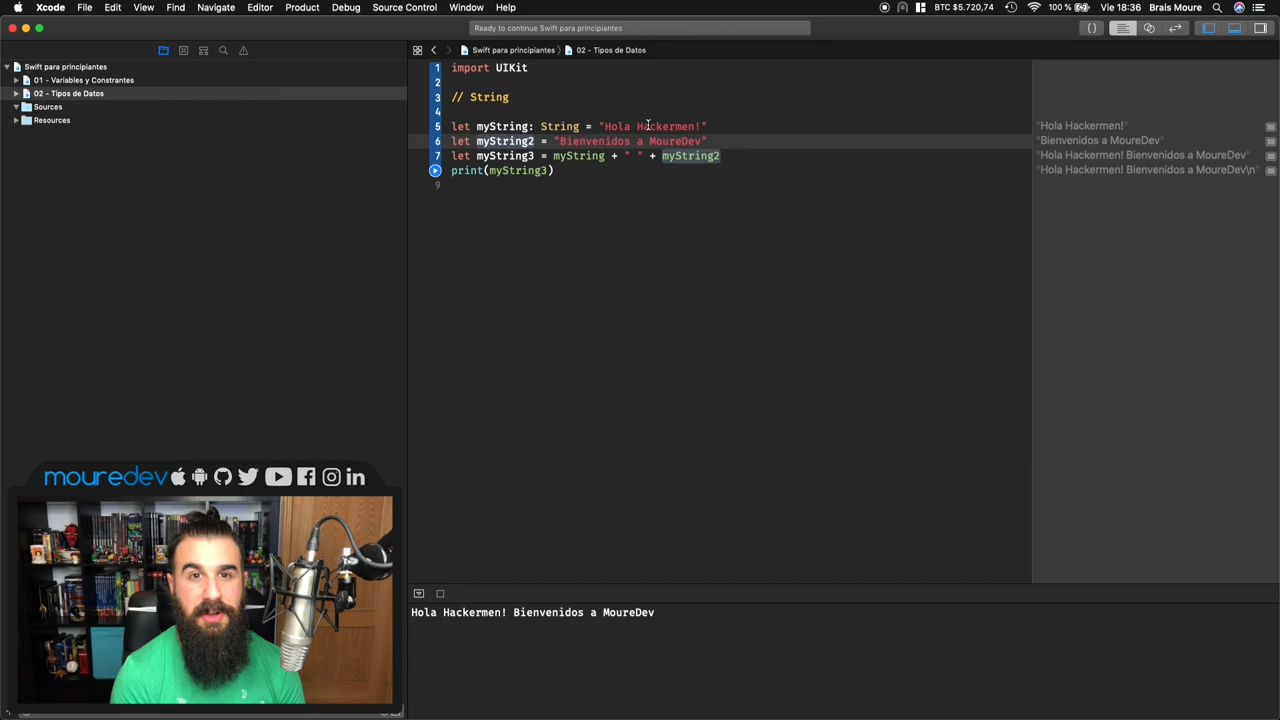 Xcode File Edit View Find Navigate Editor Product Debug Source Control Window Help BTC $5.720,74 100 % Vie 18:36 Brais Moure
Ready to continue Swift para principiantes
Swift para principiantes 02 - Tipos de Datos
Swift para principiantes
01 - Variables y Constantes
02 - Tipos de Datos
Sources
Resources
1 import UIKit
2
3 // String
4
5 let myString: String = "Hola Hackermen!"
6 let myString2 = "Bienvenidos a MoureDev"
7 let myString3 = myString + " " + myString2
print(myString3)
9
"Hola Hackermen!"
"Bienvenidos a MoureDev"
"Hola Hackermen! Bienvenidos a MoureDev"
"Hola Hackermen! Bienvenidos a MoureDev\n"
mouredev
Hola Hackermen! Bienvenidos a MoureDev